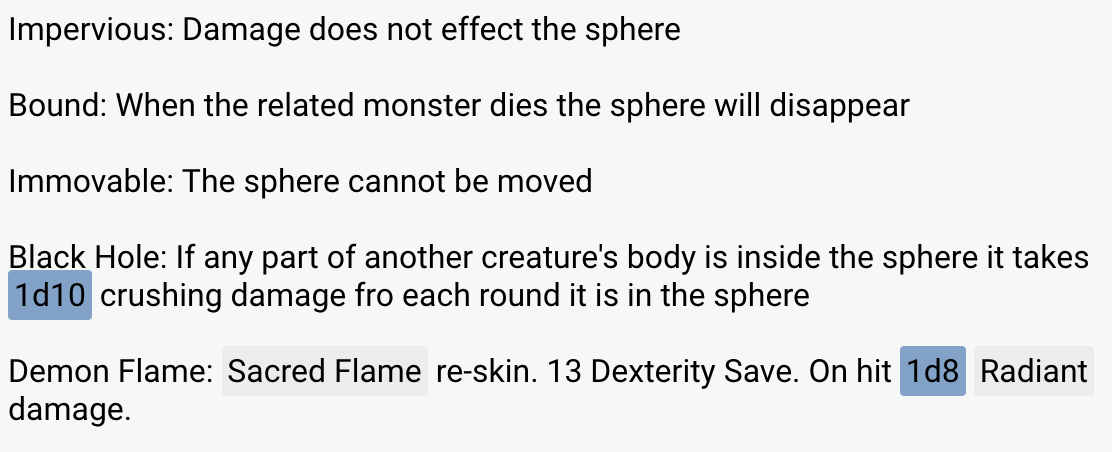 Impervious: Damage does not effect the sphere
Bound: When the related monster dies the sphere will disappear
Immovable: The sphere cannot be moved
Black Hole: If any part of another creature's body is inside the sphere it takes
1d10 crushing damage fro each round it is in the sphere
Demon Flame: Sacred Flame re-skin. 13 Dexterity Save. On hit 1d8 Radiant
damage.